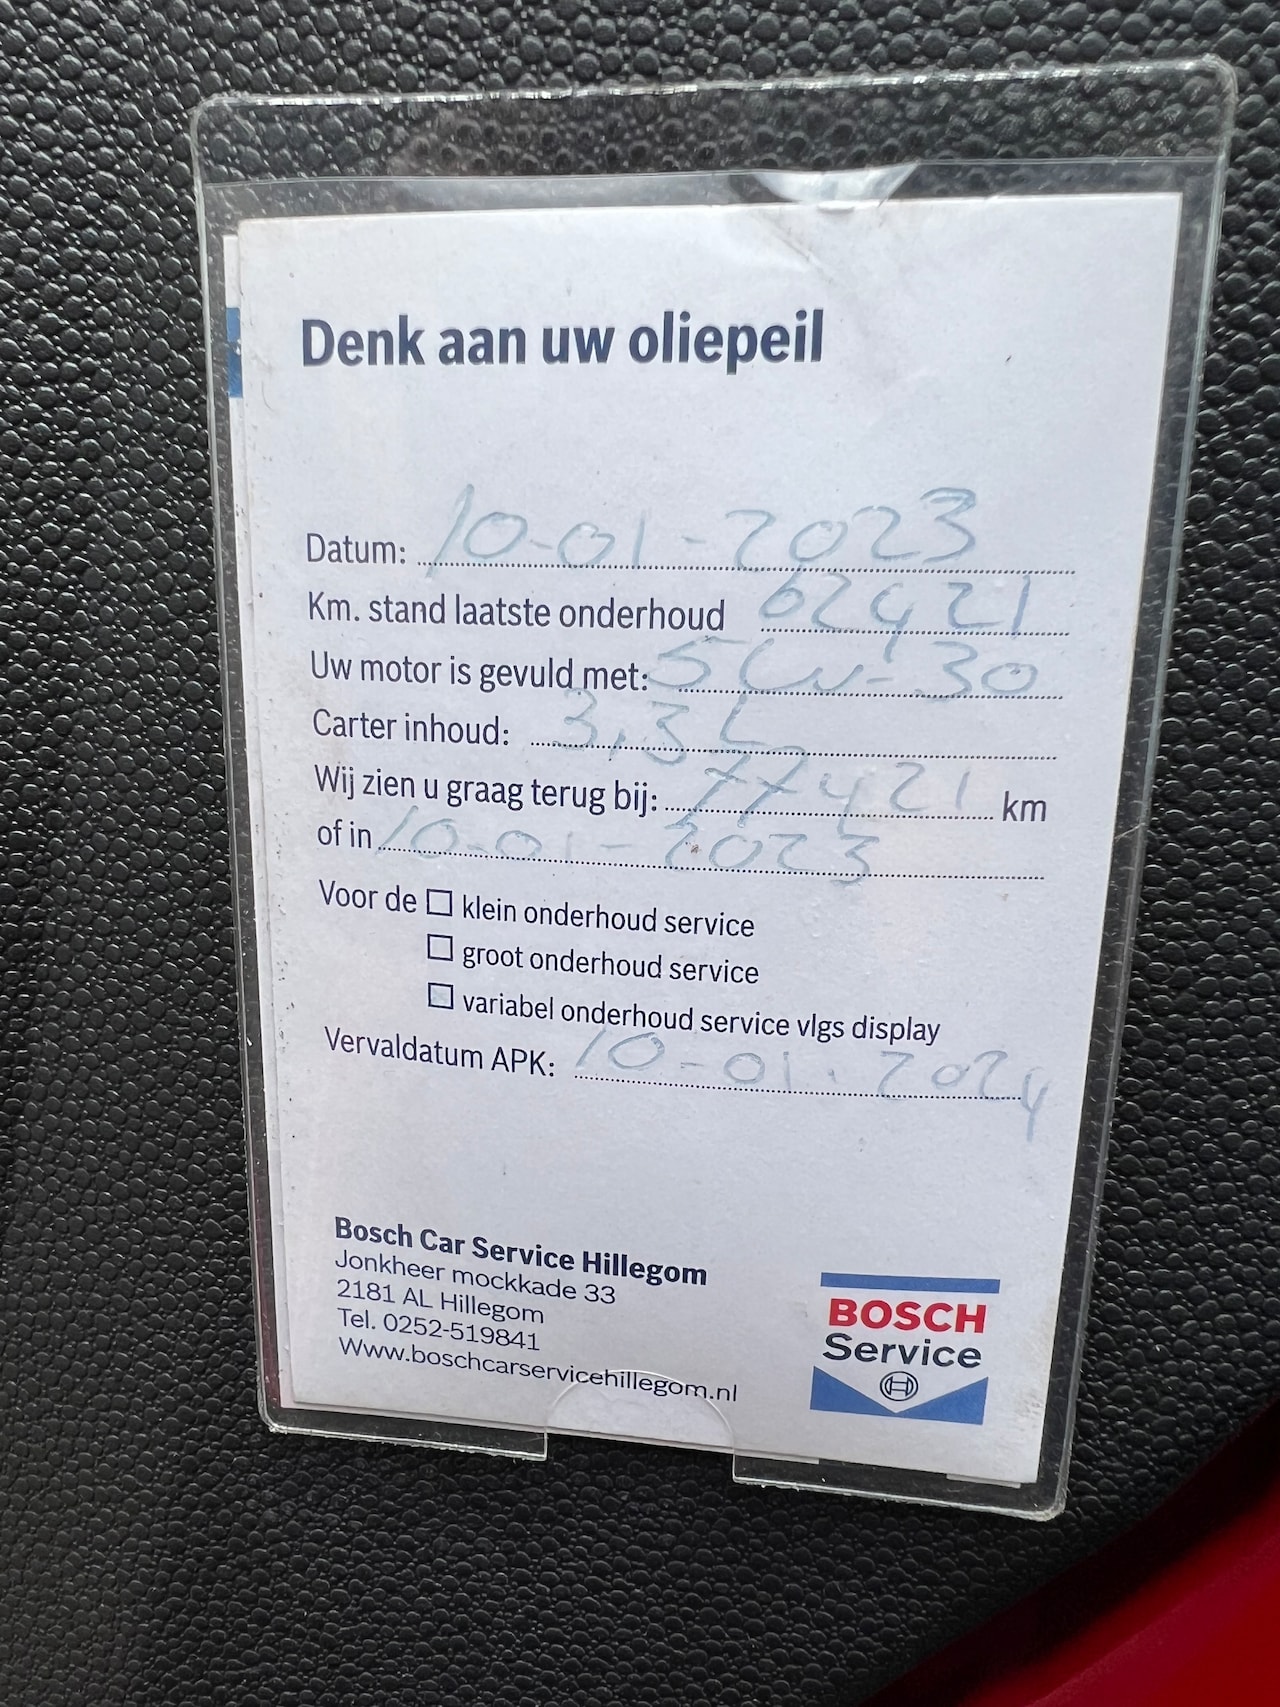 Denk aan uw oliepeil
Datum: 10-01-2023
Km. stand laatste onderhoud 62421
Uw motor is gevuld met: 5W-30
Carter inhoud: 3,3L
Wij zien u graag terug bij: 77421 km
of in 10-01-2023
Voor de klein onderhoud service
groot onderhoud service
variabel onderhoud service vlgs display
Vervaldatum APK: 10-01-2024
Bosch Car Service Hillegom
Jonkheer mockkade 33
2181 AL Hillegom
Tel. 0252-519841
Www.boschcarservicehillegom.nl
BOSCH
Service